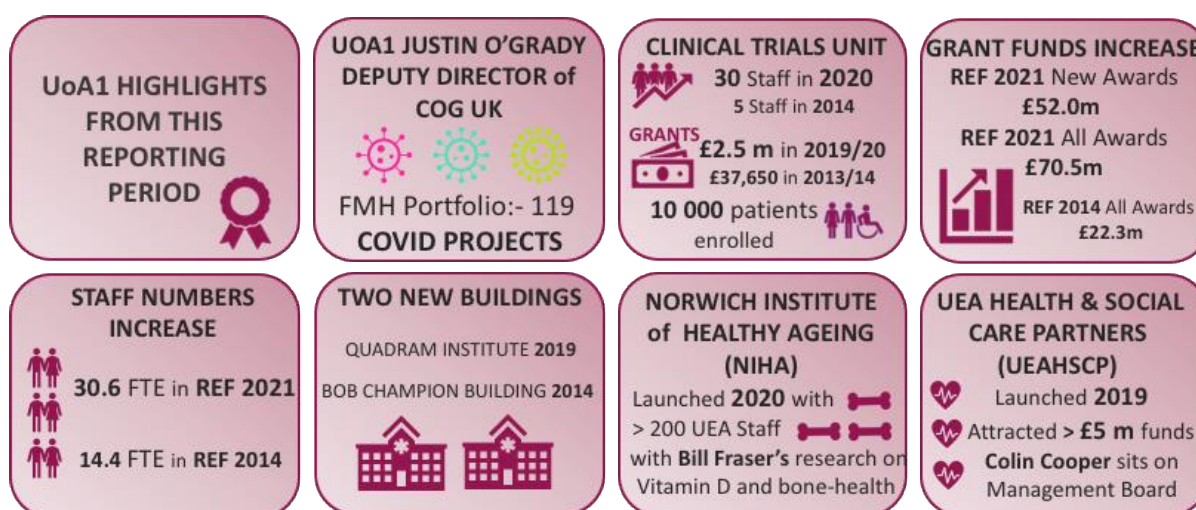 UoA1 HIGHLIGHTS
FROM THIS
REPORTING
PERIOD
UOA1 JUSTIN O'GRADY
DEPUTY DIRECTOR of
COG UK
FMH Portfolio:- 119
COVID PROJECTS
CLINICAL TRIALS UNIT
30 Staff in 2020
5 Staff in 2014
GRANTS
£2.5 m in 2019/20
£37,650 in 2013/14
10 000 patients
enrolled
GRANT FUNDS INCREASE
REF 2021 New Awards
£52.0m
REF 2021 All Awards
£70.5m
REF 2014 All Awards
£22.3m
STAFF NUMBERS
INCREASE
30.6 FTE in REF 2021
14.4 FTE in REF 2014
TWO NEW BUILDINGS
QUADRAM INSTITUTE 2019
BOB CHAMPION BUILDING 2014
NORWICH INSTITUTE
of HEALTHY AGEING
(NIHA)
Launched 2020 with
> 200 UEA Staff
with Bill Fraser's research on
Vitamin D and bone-health
UEA HEALTH & SOCIAL
CARE PARTNERS
(UEAHSCP)
Launched 2019
Attracted > £5 m funds
Colin Cooper sits on
Management Board